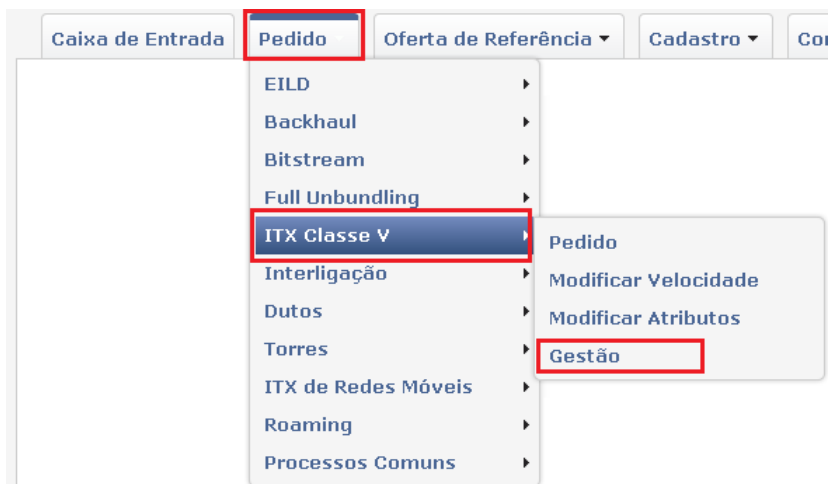 Caixa de Entrada Pedido Oferta de Referência Cadastro
EILD
Backhaul
Bitstream
Full Unbundling
ITX Classe V
Pedido
Interligação
Modificar Velocidade
Dutos
Modificar Atributos
Torres
Gestão
ITX de Redes Móveis
Roaming
Processos Comuns